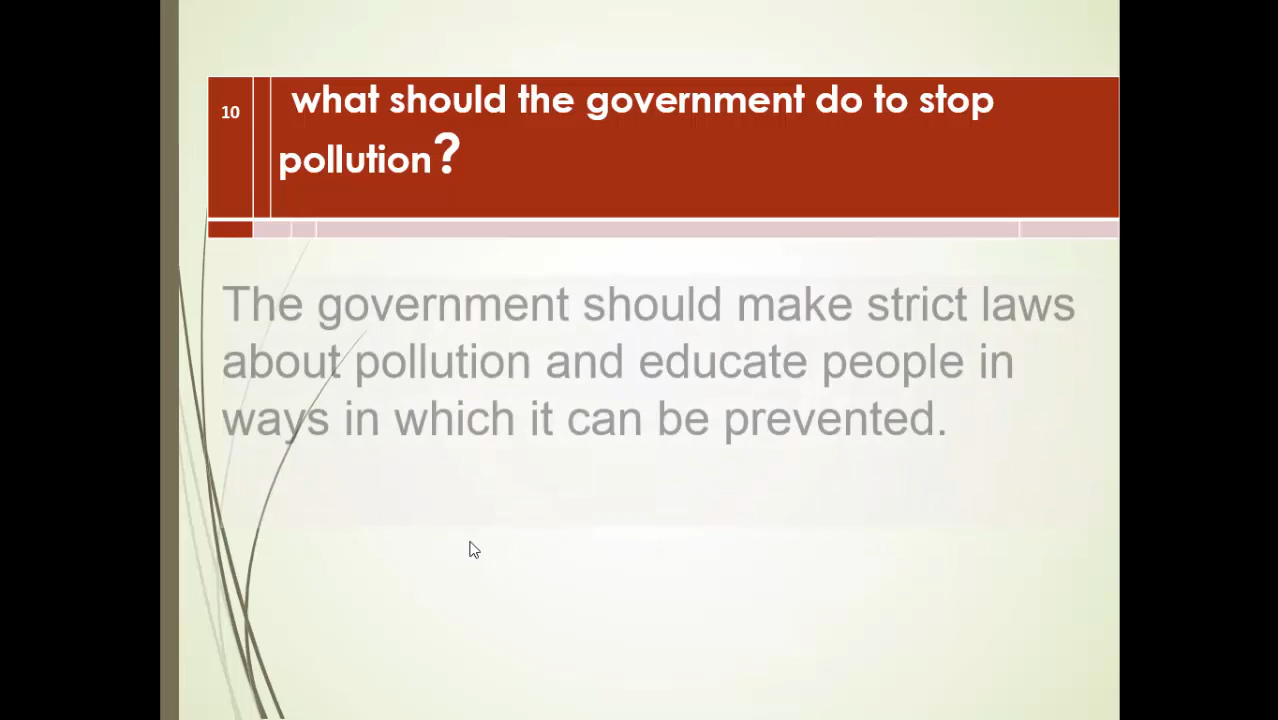 10
what should the government do to stop
pollution?
The government should make strict laws
about pollution and educate people in
ways in which it can be prevented.